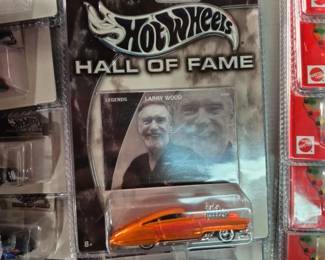 Hot Wheels
HALL OF FAME
LEGENDS
LARRY WOOD
8+